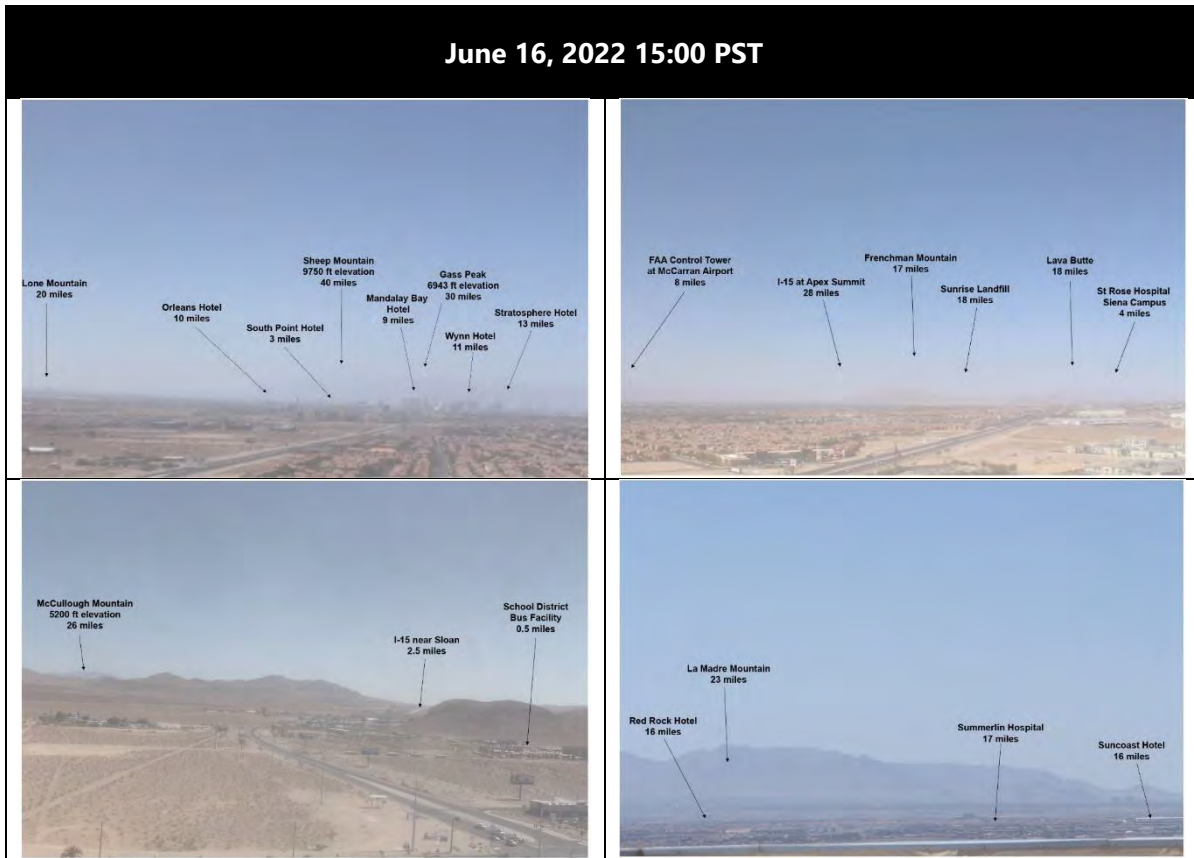 June 16, 2022 15:00 PST
Lone Mountain
20 miles
Orleans Hotel
10 miles
South Point Hotel
3 miles
Sheep Mountain
9750 ft elevation
40 miles
Mandalay Bay
Hotel
9 miles
Gass Peak
6943 ft elevation
30 miles
Wynn Hotel
11 miles
Stratosphere Hotel
13 miles
FAA Control Tower
at McCarran Airport
8 miles
I-15 at Apex Summit
28 miles
Frenchman Mountain
17 miles
Sunrise Landfill
18 miles
Lava Butte
18 miles
St Rose Hospital
Siena Campus
4 miles
McCullough Mountain
5200 ft elevation
26 miles
I-15 near Sloan
2.5 miles
School District
Bus Facility
0.5 miles
Red Rock Hotel
16 miles
La Madre Mountain
23 miles
Summerlin Hospital
17 miles
Suncoast Hotel
16 miles